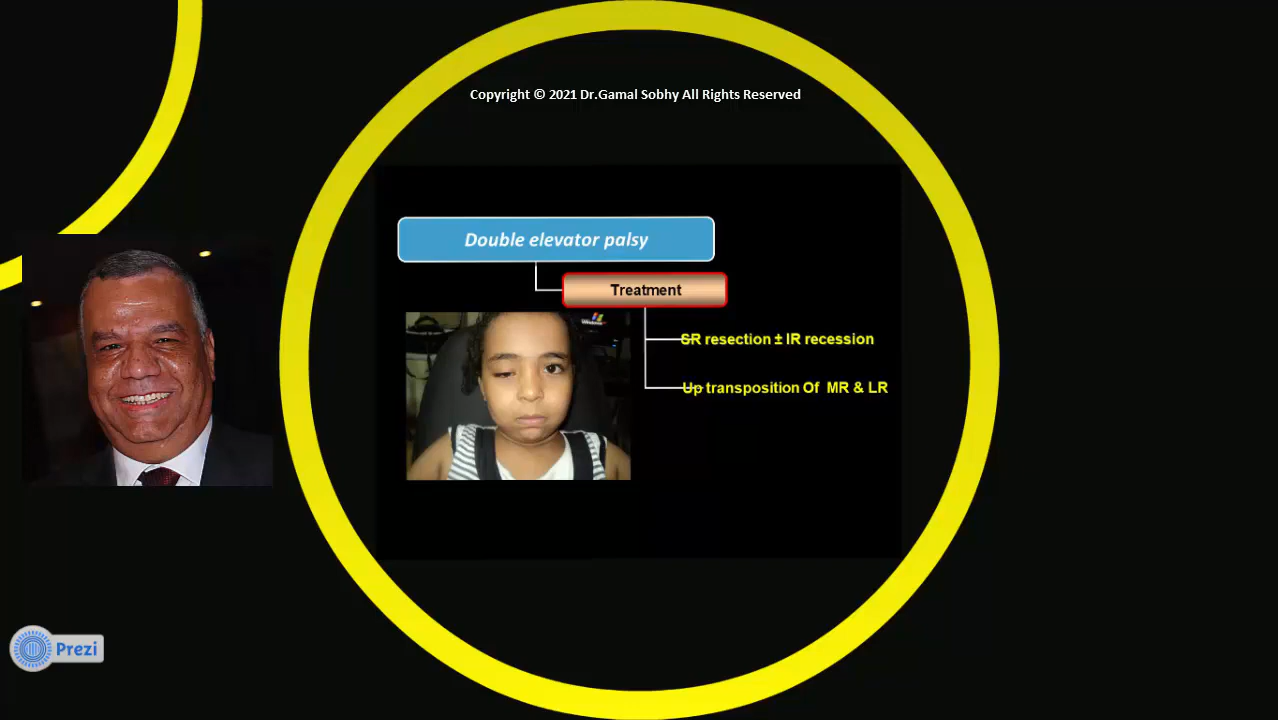 Copyright © 2021 Dr.Gamal Sobhy All Rights Reserved
Double elevator palsy
Treatment
SR resection ± IR recession
Up transposition Of MR & LR
Windows
Prezi